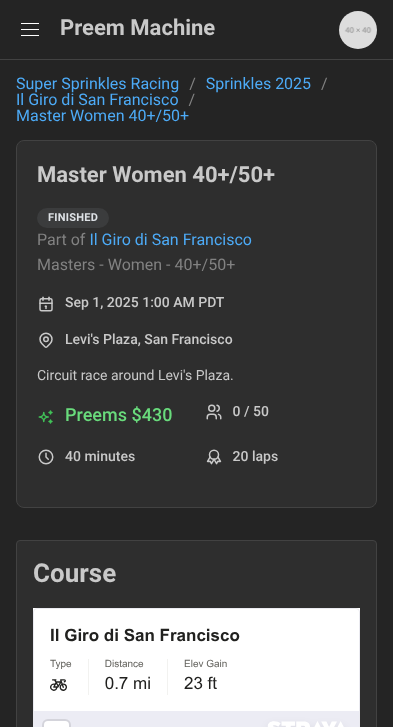 Preem Machine
40 × 40
Super Sprinkles Racing / Sprinkles 2025 /
Il Giro di San Francisco /
Master Women 40+/50+
Master Women 40+/50+
FINISHED
Part of Il Giro di San Francisco
Masters - Women - 40+/50+
Sep 1, 2025 1:00 AM PDT
Levi's Plaza, San Francisco
Circuit race around Levi's Plaza.
Preems $430
0 / 50
40 minutes
20 laps
Course
Il Giro di San Francisco
Type Distance Elev Gain
0.7 mi 23 ft
STRAVA